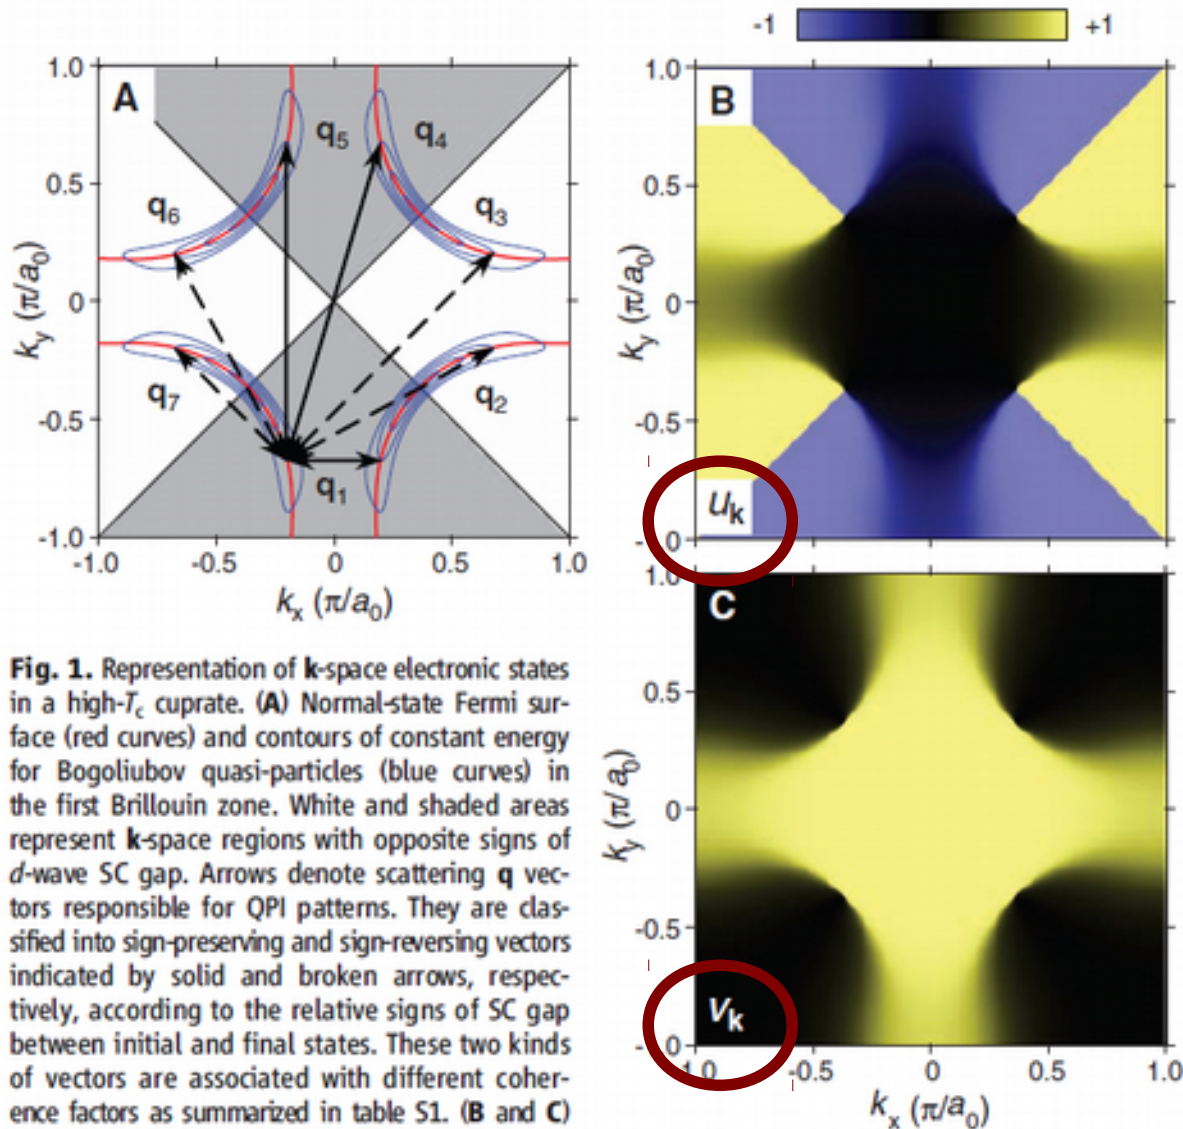 -1 +1
A
1.0
0.5
0
-0.5
-1.0
ky (π/a0)
q5 q4
q6 q3
q7 q2
q1
-1.0 -0.5 0 0.5 1.0
kx (π/a0)
B
1.0
0.5
0
-0.5
ky (π/a0)
uk
C
1.0
0.5
0
-0.5
ky (π/a0)
vk
-0.5 0 0.5 1.0
kx (π/a0)
Fig. 1. Representation of k-space electronic states
in a high-Tc cuprate. (A) Normal-state Fermi sur-
face (red curves) and contours of constant energy
for Bogoliubov quasi-particles (blue curves) in
the first Brillouin zone. White and shaded areas
represent k-space regions with opposite signs of
d-wave SC gap. Arrows denote scattering q vec-
tors responsible for QPI patterns. They are clas-
sified into sign-preserving and sign-reversing vectors
indicated by solid and broken arrows, respec-
tively, according to the relative signs of SC gap
between initial and final states. These two kinds
of vectors are associated with different coher-
ence factors as summarized in table S1. (B and C)